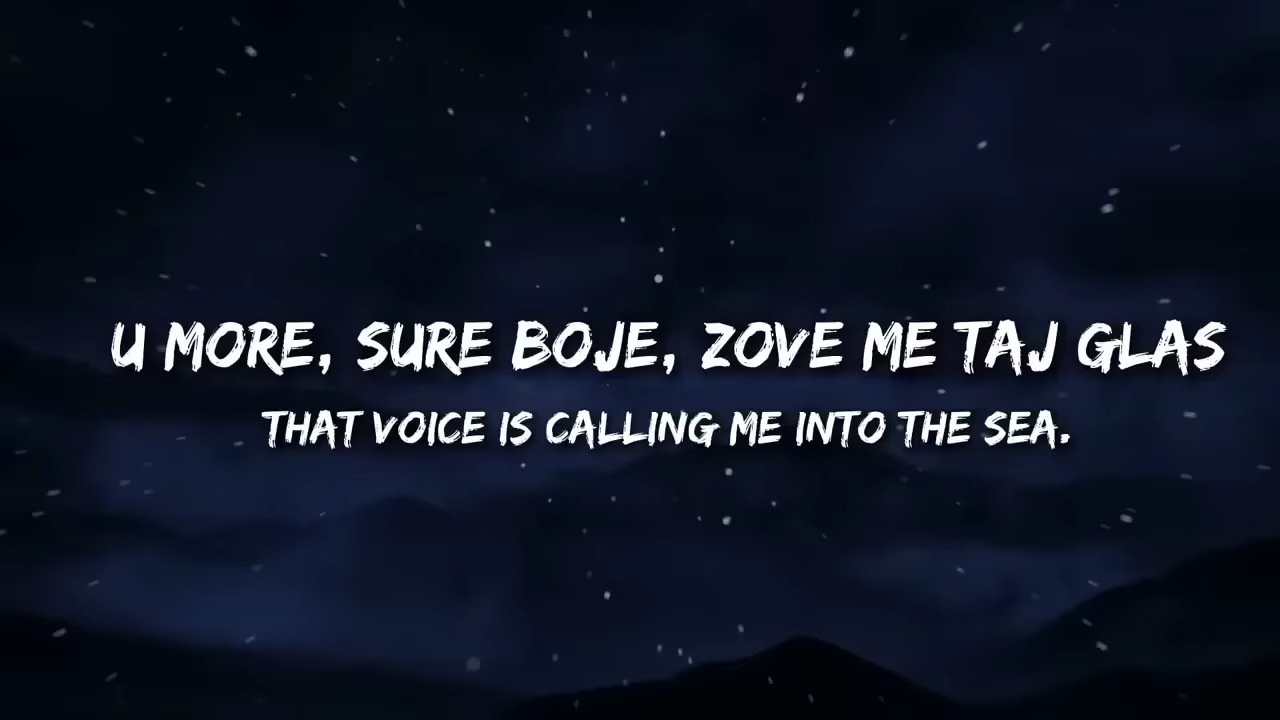 U MORE, SURE BOJE, ZOVE ME TAJ GLAS
THAT VOICE IS CALLING ME INTO THE SEA.